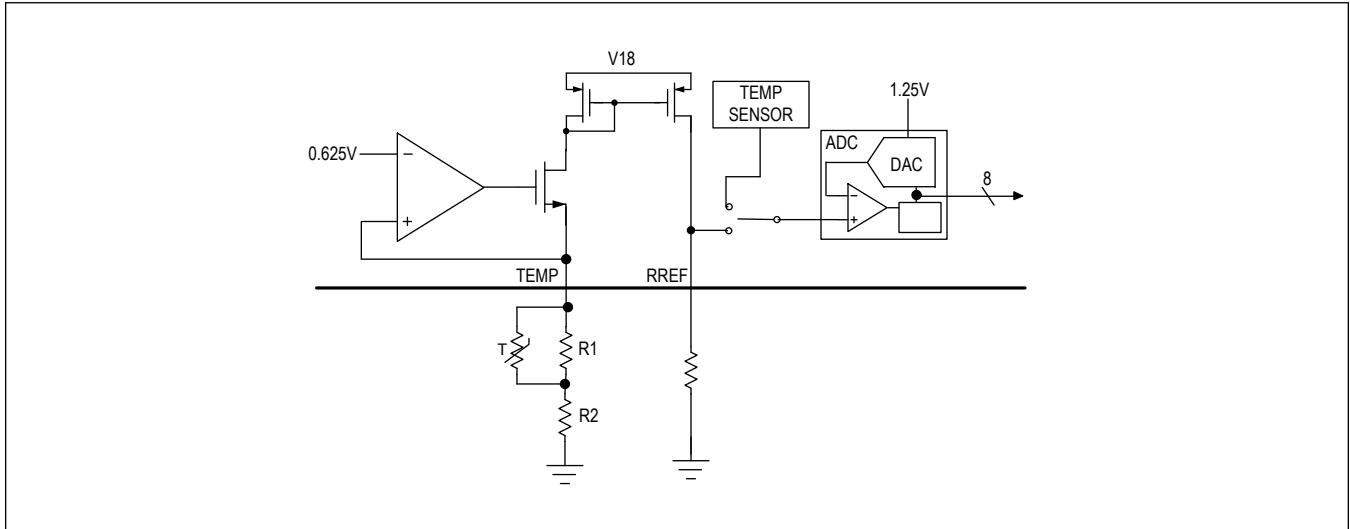 V18
TEMP
SENSOR
1.25V
ADC
DAC
0.625V
−
+
−
+
8
TEMP
RREF
T
R1
R2